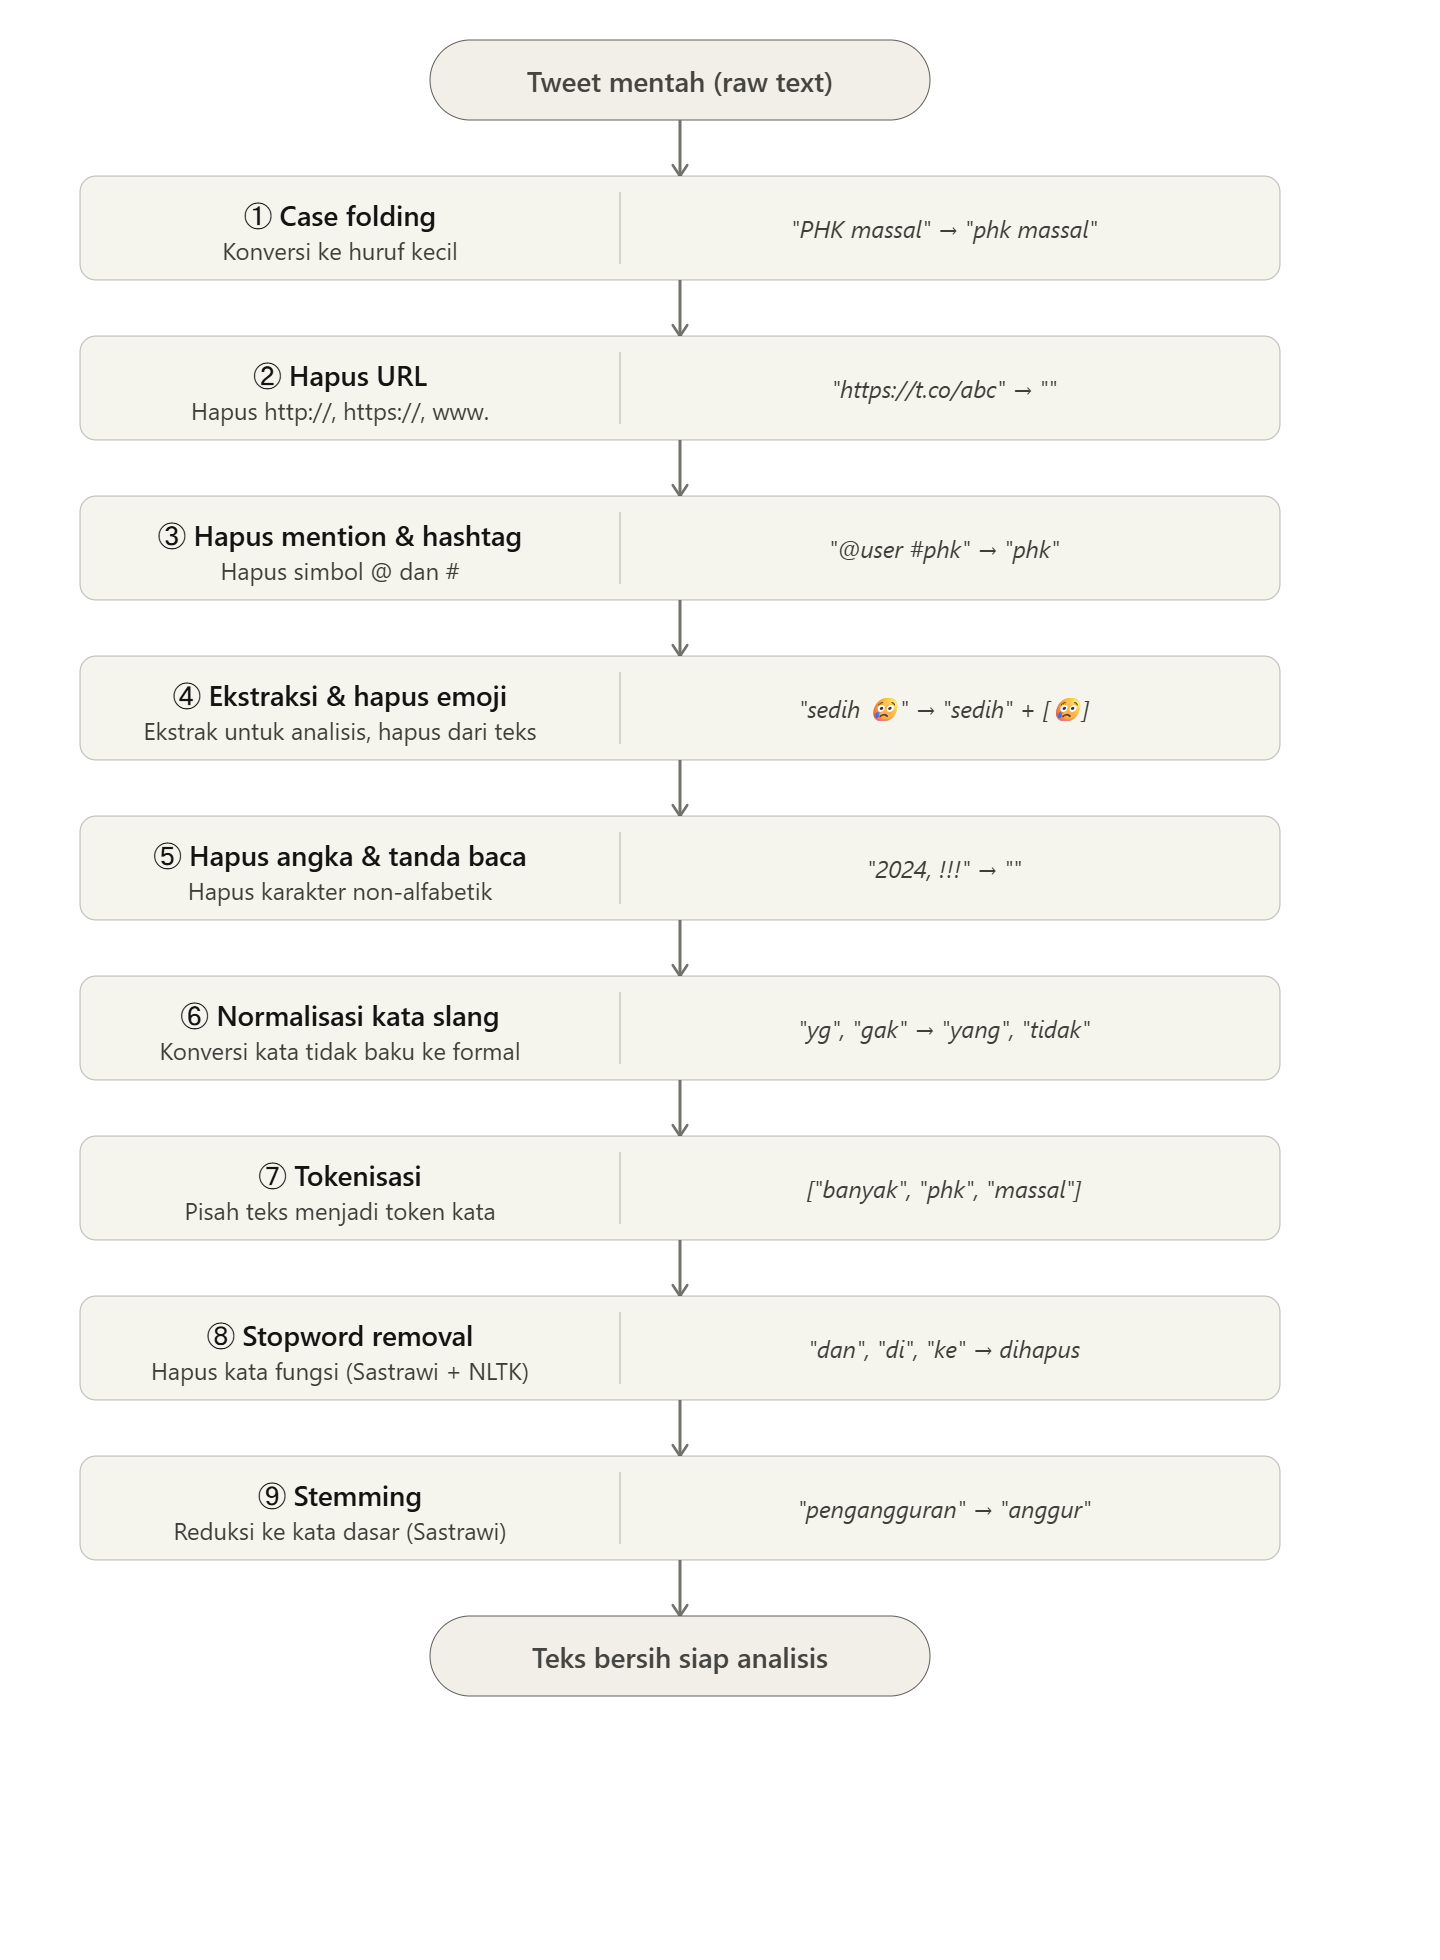 Tweet mentah (raw text)
① Case folding
Konversi ke huruf kecil
"PHK massal" → "phk massal"
② Hapus URL
Hapus http://, https://, www.
"https://t.co/abc" → ""
③ Hapus mention & hashtag
Hapus simbol @ dan #
"@user #phk" → "phk"
④ Ekstraksi & hapus emoji
Ekstrak untuk analisis, hapus dari teks
"sedih 😢" → "sedih" + [😢]
⑤ Hapus angka & tanda baca
Hapus karakter non-alfabetik
"2024, !!!" → ""
⑥ Normalisasi kata slang
Konversi kata tidak baku ke formal
"yg", "gak" → "yang", "tidak"
⑦ Tokenisasi
Pisah teks menjadi token kata
["banyak", "phk", "massal"]
⑧ Stopword removal
Hapus kata fungsi (Sastrawi + NLTK)
"dan", "di", "ke" → dihapus
⑨ Stemming
Reduksi ke kata dasar (Sastrawi)
"pengangguran" → "anggur"
Teks bersih siap analisis